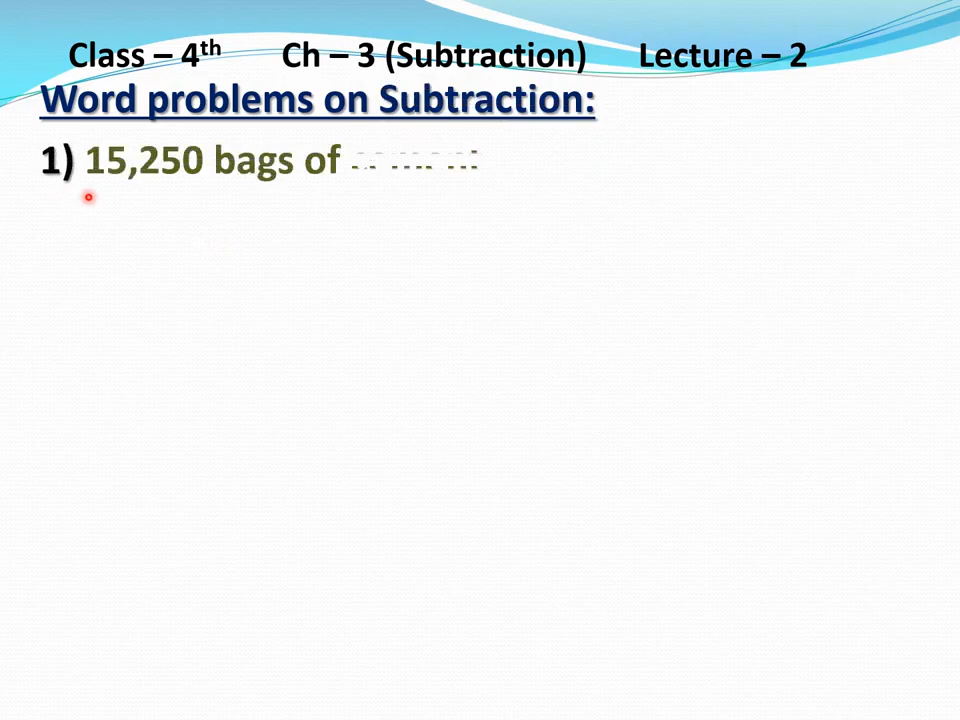 Class – 4th Ch – 3 (Subtraction) Lecture – 2
Word problems on Subtraction:
1) 15,250 bags of